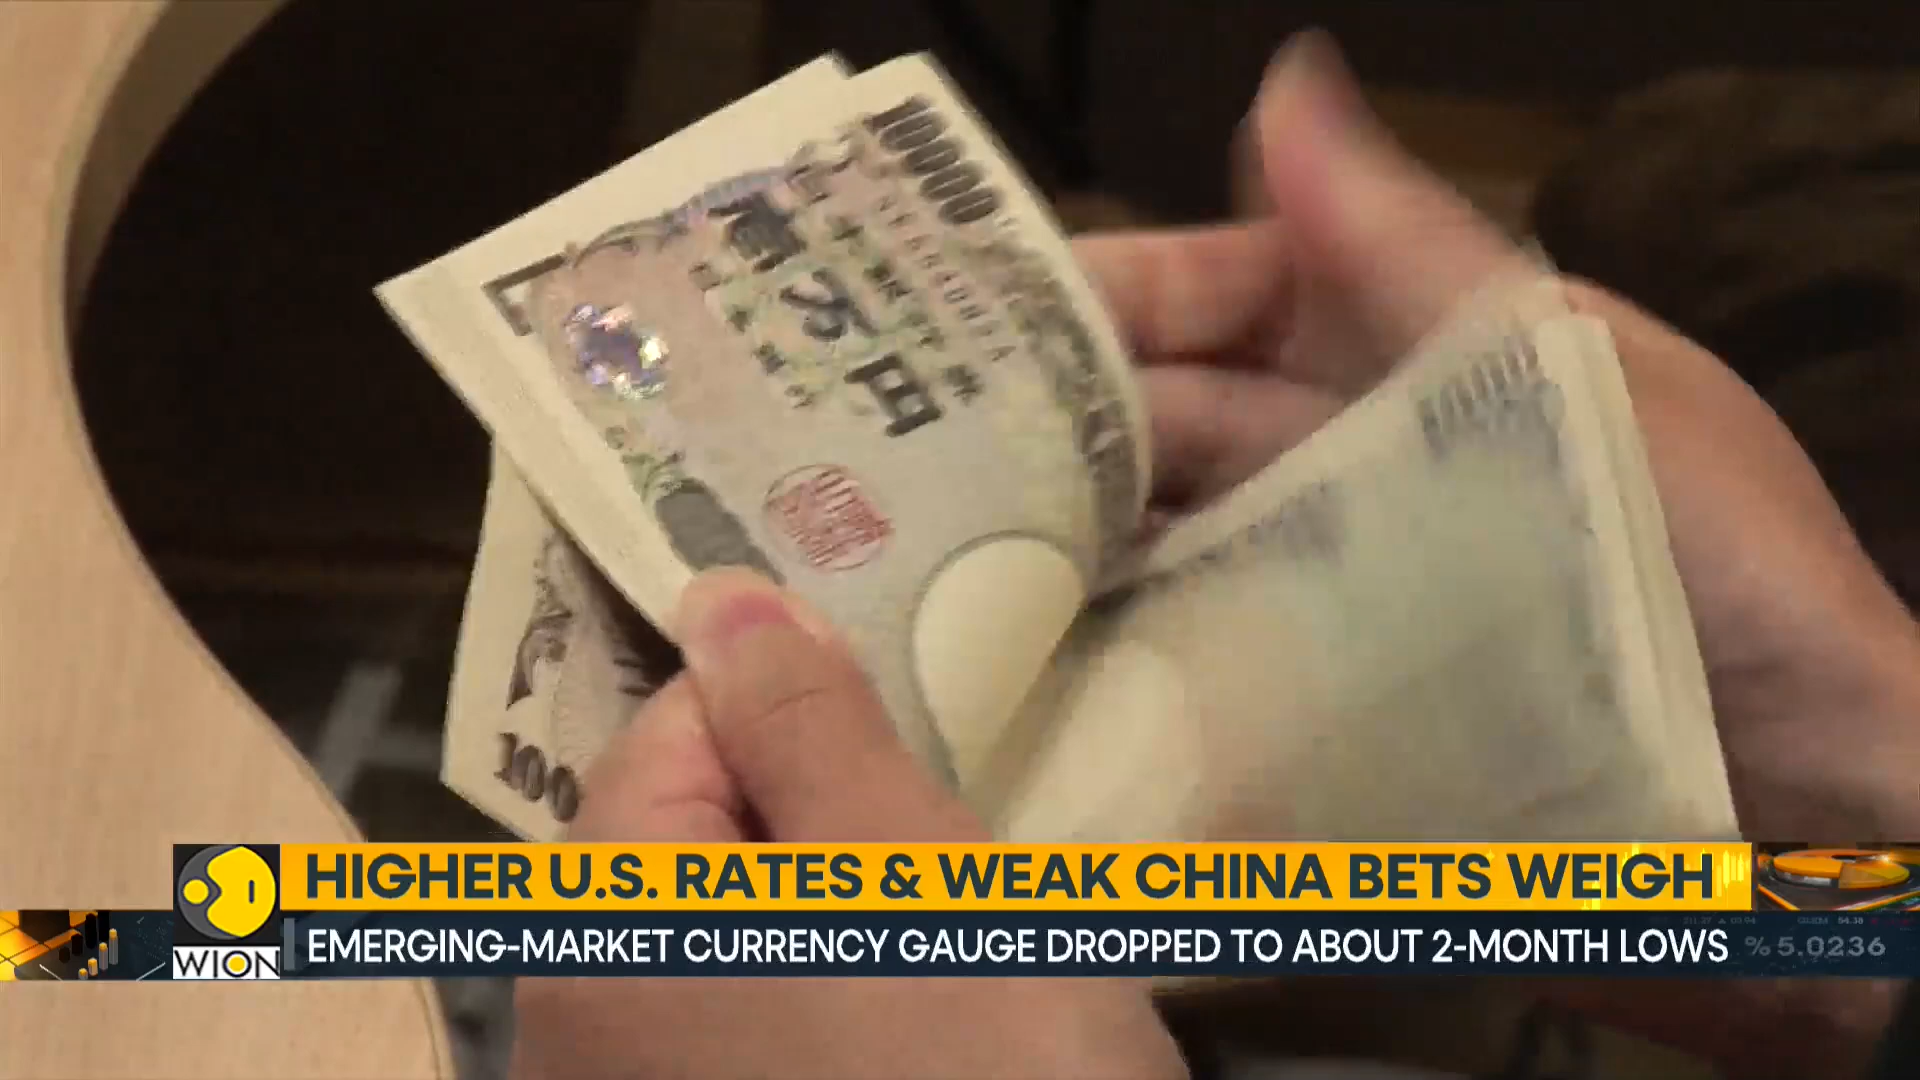 10000
壱万円
100
HIGHER U.S. RATES & WEAK CHINA BETS WEIGH
EMERGING-MARKET CURRENCY GAUGE DROPPED TO ABOUT 2-MONTH LOWS
% 5.0236
WION